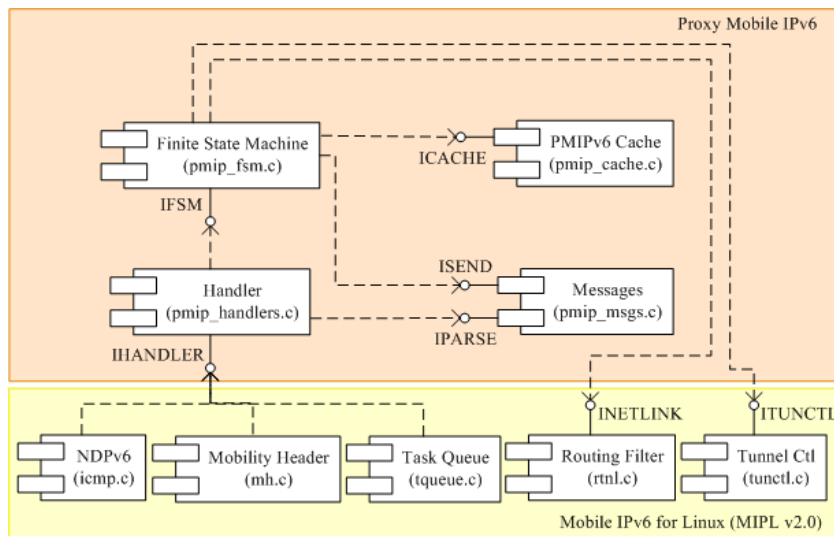 Proxy Mobile IPv6
Finite State Machine
(pmip_fsm.c)
ICACHE
PMIPv6 Cache
(pmip_cache.c)
IFSM
Handler
(pmip_handlers.c)
ISEND
IPARSE
Messages
(pmip_msgs.c)
IHANDLER
INETLINK
ITUNCTL
NDPv6
(icmp.c)
Mobility Header
(mh.c)
Task Queue
(tqueue.c)
Routing Filter
(rtnl.c)
Tunnel Ctl
(tunctl.c)
Mobile IPv6 for Linux (MIPL v2.0)